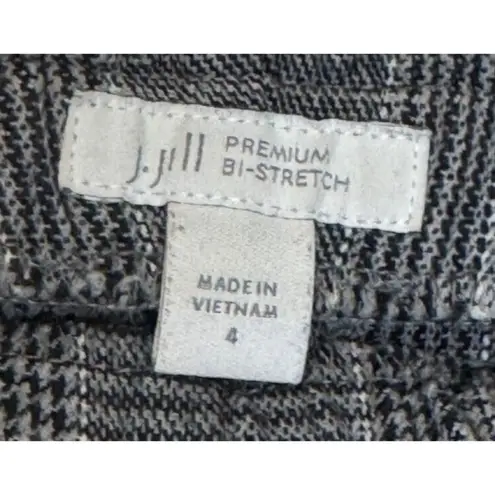 J.Jill PREMIUM
BI-STRETCH
MADE IN
VIETNAM
4